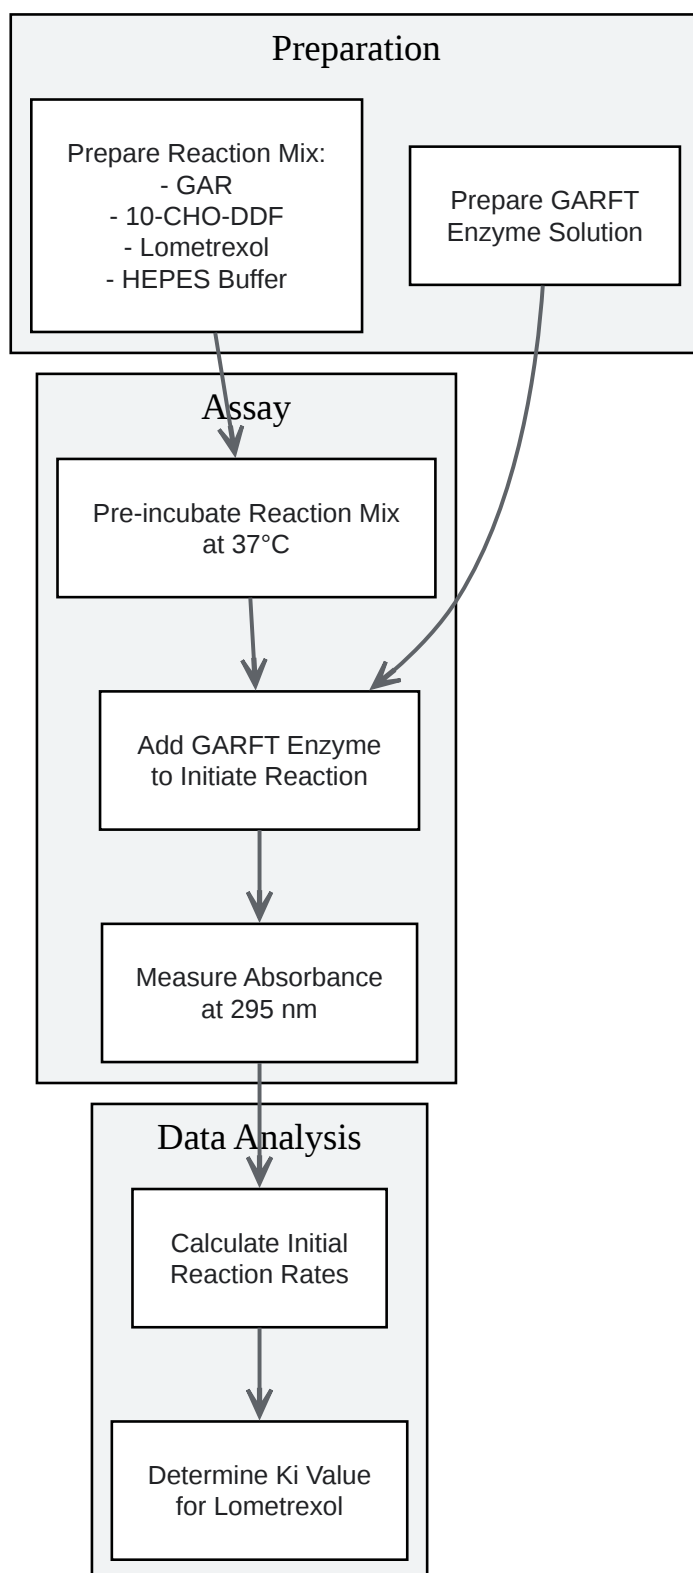 Preparation
Prepare Reaction Mix:
- GAR
- 10-CHO-DDF
- Lometrexol
- HEPES Buffer
Prepare GARFT
Enzyme Solution
Assay
Pre-incubate Reaction Mix
at 37°C
Add GARFT Enzyme
to Initiate Reaction
Measure Absorbance
at 295 nm
Data Analysis
Calculate Initial
Reaction Rates
Determine Ki Value
for Lometrexol